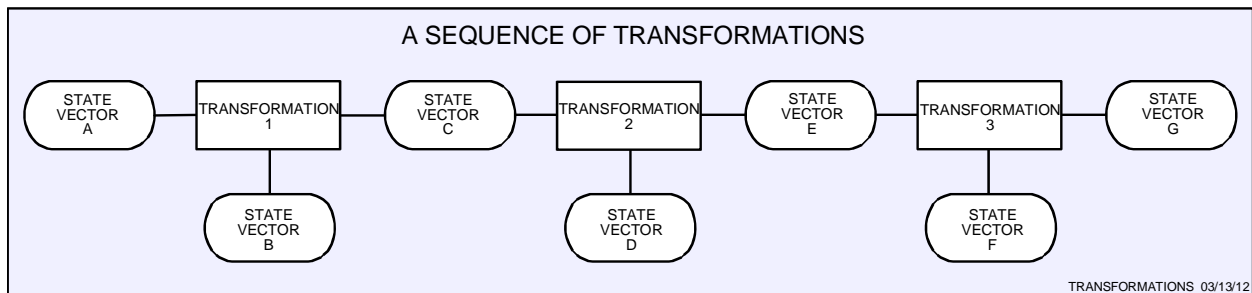 A SEQUENCE OF TRANSFORMATIONS
STATE
VECTOR
A
TRANSFORMATION
1
STATE
VECTOR
C
TRANSFORMATION
2
STATE
VECTOR
E
TRANSFORMATION
3
STATE
VECTOR
G
STATE
VECTOR
B
STATE
VECTOR
D
STATE
VECTOR
F
TRANSFORMATIONS 03/13/12